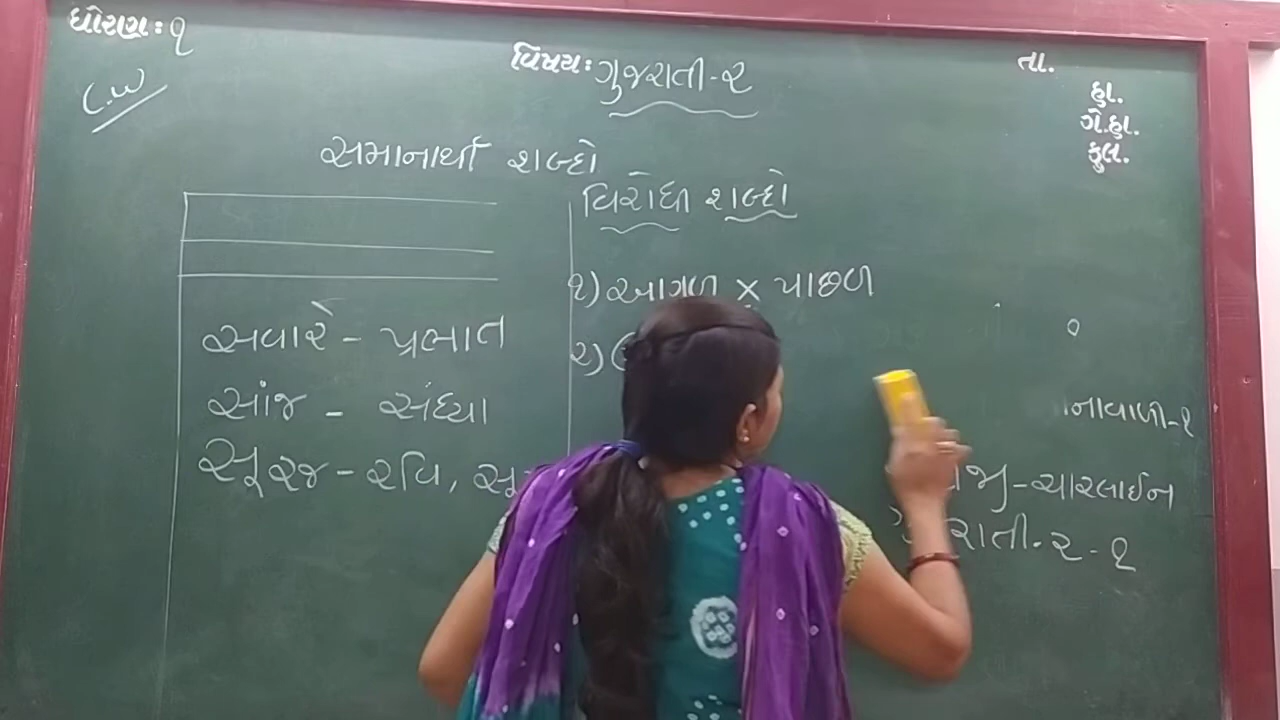 ધોરણ: ૧
C.W
વિષય: ગુજરાતી-૨
તા.
હા.
ગે.હા.
કુલ.
સમાનાર્થી શબ્દો
સવારે - પ્રભાત
સાંજ - સંધ્યા
સૂરજ - રવિ,
વિરોધી શબ્દો
૧) આગળ × પાછળ
૨)
-૧
-ચારલાઈન
-૨-૧